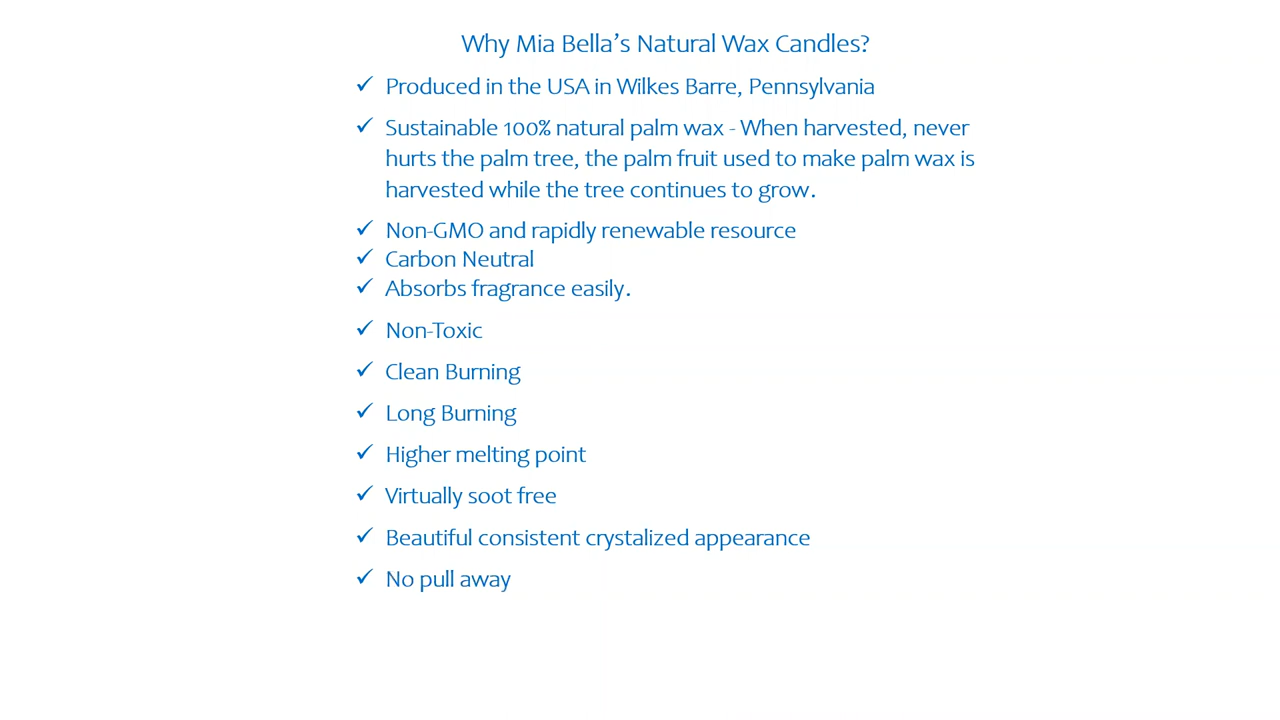 Why Mia Bella’s Natural Wax Candles?
✓ Produced in the USA in Wilkes Barre, Pennsylvania
✓ Sustainable 100% natural palm wax - When harvested, never
hurts the palm tree, the palm fruit used to make palm wax is
harvested while the tree continues to grow.
✓ Non-GMO and rapidly renewable resource
✓ Carbon Neutral
✓ Absorbs fragrance easily.
✓ Non-Toxic
✓ Clean Burning
✓ Long Burning
✓ Higher melting point
✓ Virtually soot free
✓ Beautiful consistent crystalized appearance
✓ No pull away